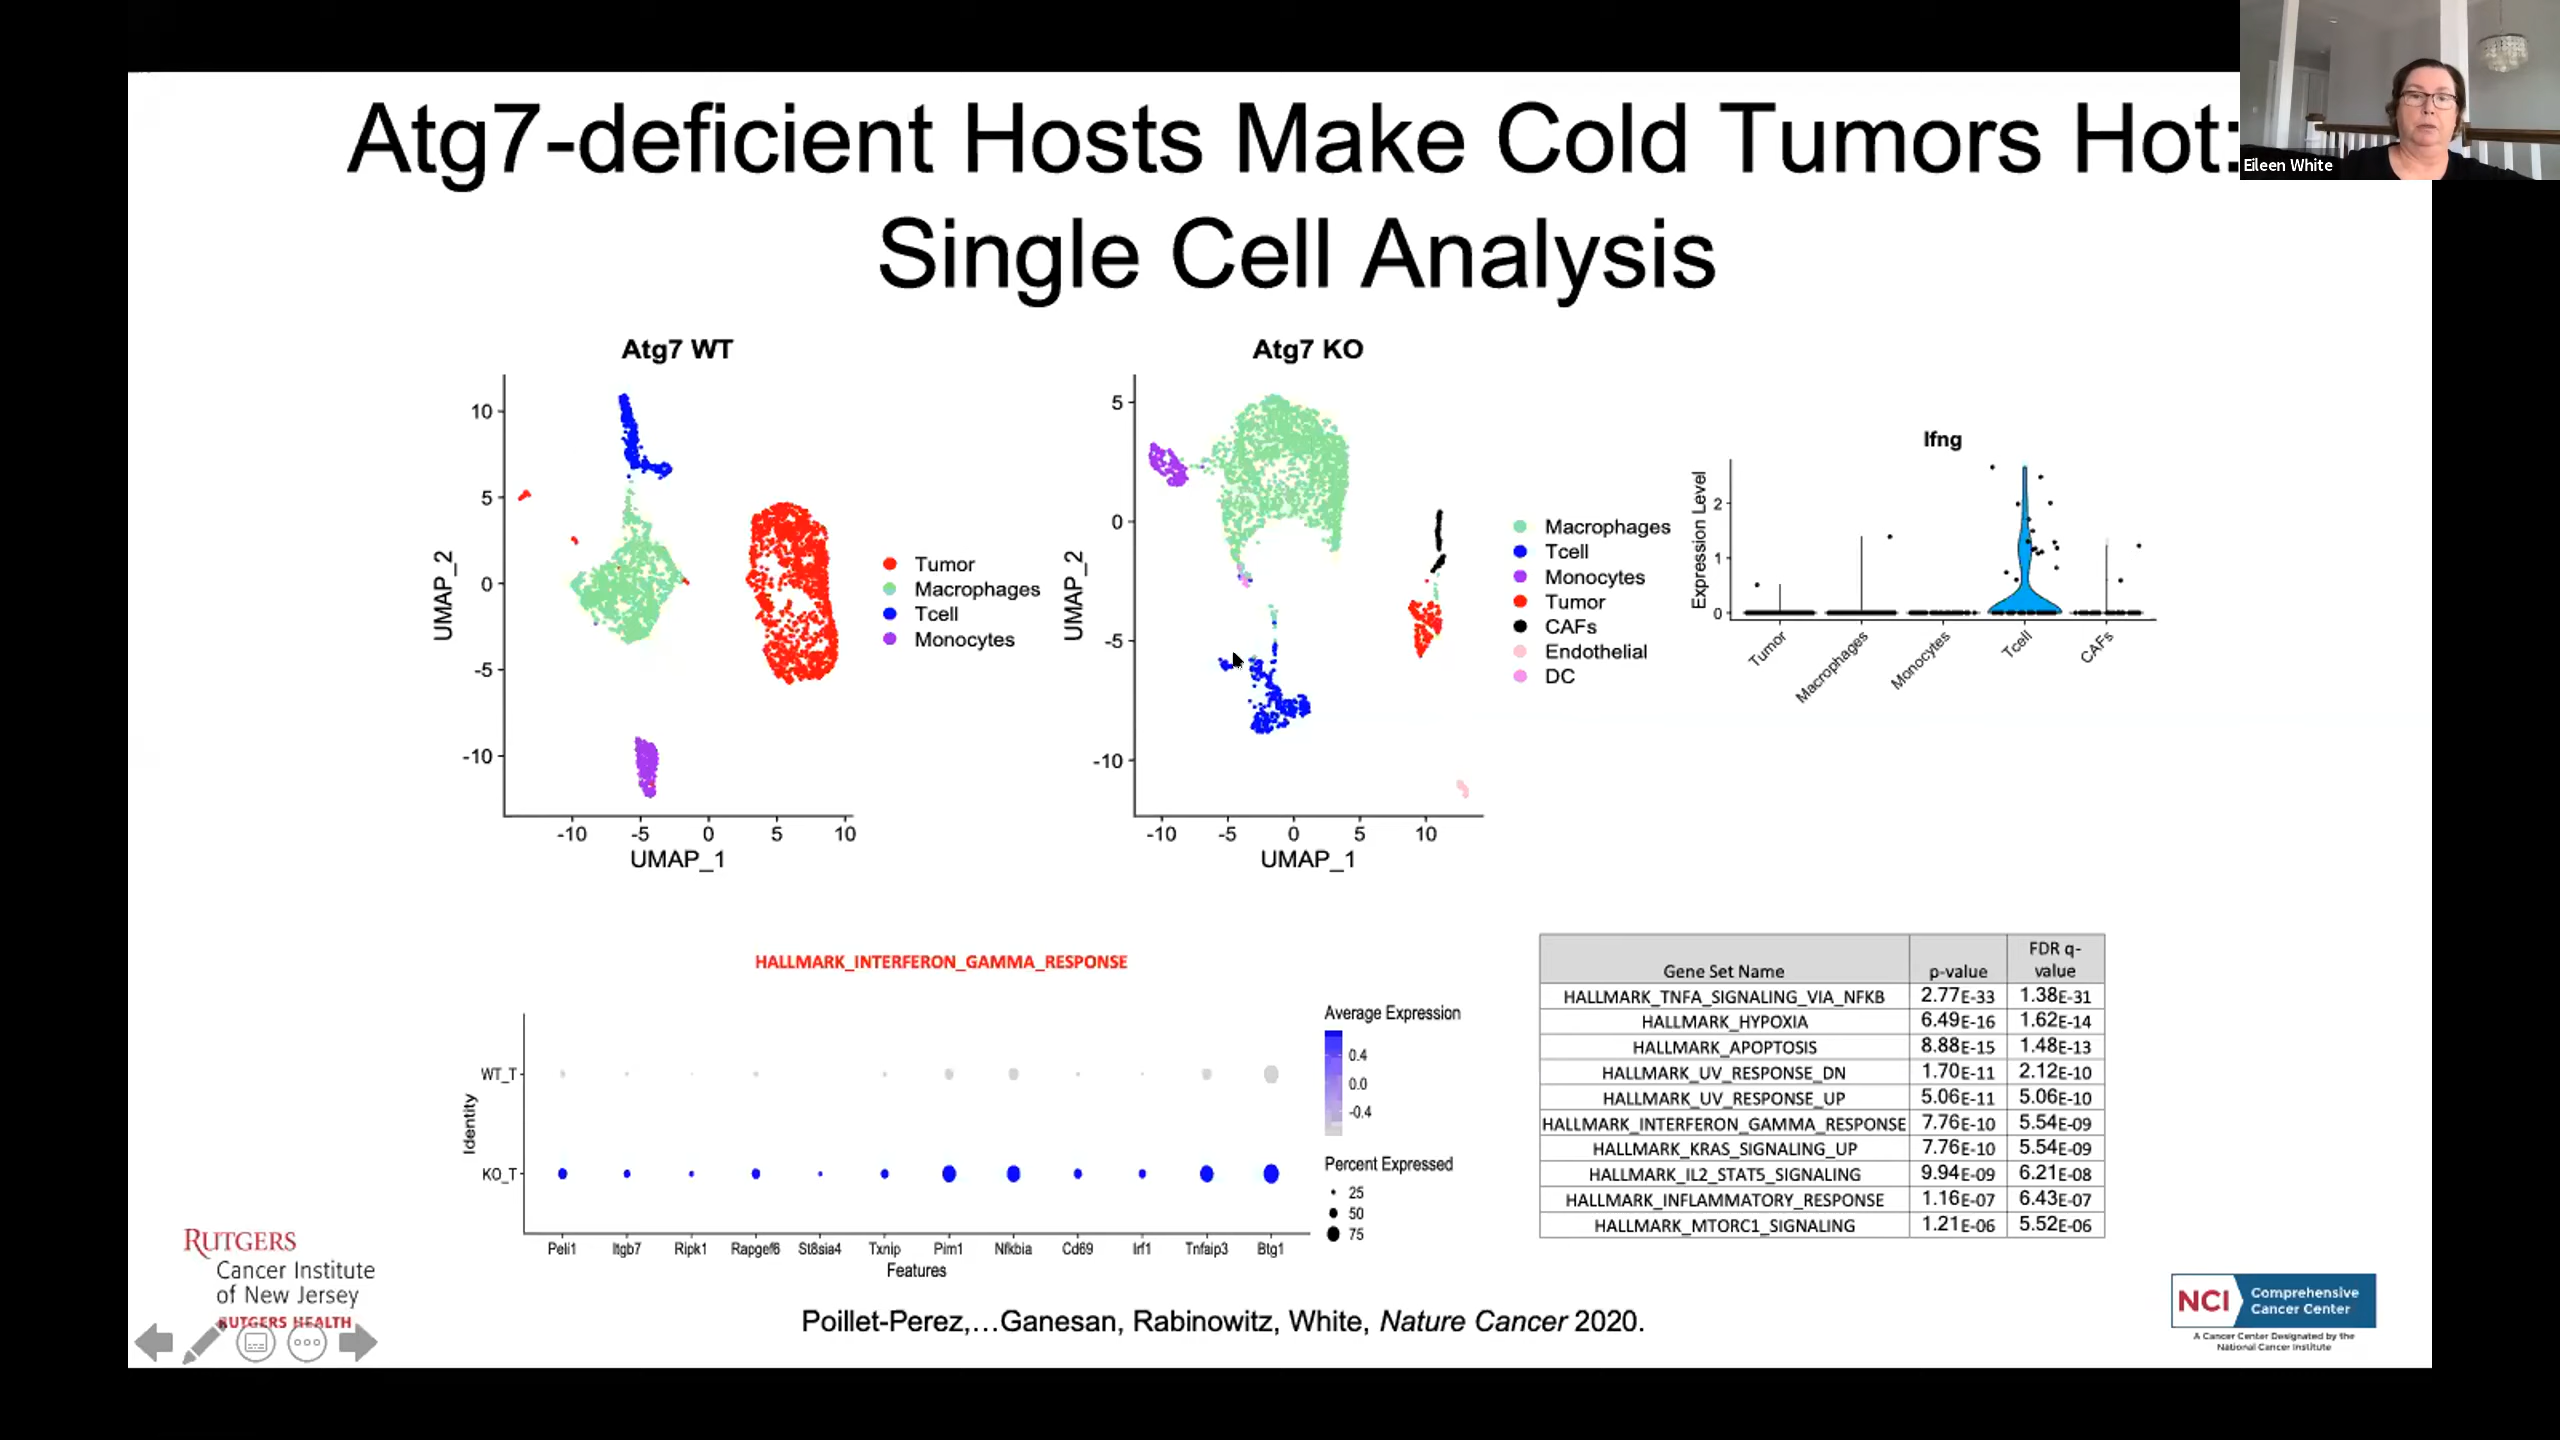 Atg7-deficient Hosts Make Cold Tumors Hot:
Single Cell Analysis
Eileen White
Atg7 WT
UMAP_2
10
5
0
-5
-10
-10
-5
0
5
10
UMAP_1
Tumor
Macrophages
Tcell
Monocytes
Atg7 KO
UMAP_2
5
0
-5
-10
-10
-5
0
5
10
UMAP_1
Macrophages
Tcell
Monocytes
Tumor
CAFs
Endothelial
DC
Ifng
Expression Level
2
1
0
Tumor
Macrophages
Monocytes
Tcell
CAFs
HALLMARK_INTERFERON_GAMMA_RESPONSE
Identity
WT_T
KO_T
Peli1 Itgb7 Ripk1 Rapgef6 St8sia4 Txnip Pim1 Nfkbia Cd69 Irf1 Tnfaip3 Btg1
Features
Average Expression
0.4
0.0
-0.4
Percent Expressed
25
50
75
Gene Set Name p-value FDR q-value
HALLMARK_TNFA_SIGNALING_VIA_NFKB 2.77E-33 1.38E-31
HALLMARK_HYPOXIA 6.49E-16 1.62E-14
HALLMARK_APOPTOSIS 8.88E-15 1.48E-13
HALLMARK_UV_RESPONSE_DN 1.70E-11 2.12E-10
HALLMARK_UV_RESPONSE_UP 5.06E-11 5.06E-10
HALLMARK_INTERFERON_GAMMA_RESPONSE 7.76E-10 5.54E-09
HALLMARK_KRAS_SIGNALING_UP 7.76E-10 5.54E-09
HALLMARK_IL2_STAT5_SIGNALING 9.94E-09 6.21E-08
HALLMARK_INFLAMMATORY_RESPONSE 1.16E-07 6.43E-07
HALLMARK_MTORC1_SIGNALING 1.21E-06 5.52E-06
RUTGERS
Cancer Institute
of New Jersey
RUTGERS HEALTH
Poillet-Perez,...Ganesan, Rabinowitz, White, Nature Cancer 2020.
NCI
Comprehensive
Cancer Center
A Cancer Center Designated by the
National Cancer Institute